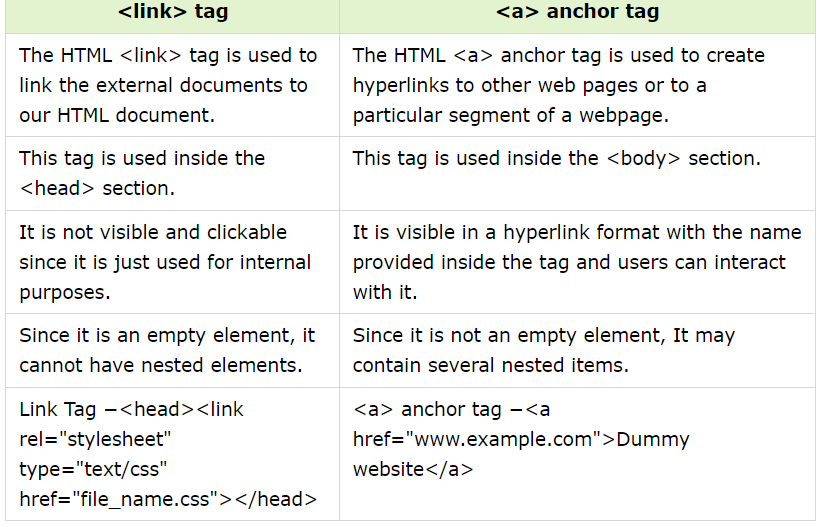 <link> tag
<a> anchor tag
The HTML <link> tag is used to
link the external documents to
our HTML document.
The HTML <a> anchor tag is used to create
hyperlinks to other web pages or to a
particular segment of a webpage.
This tag is used inside the
<head> section.
This tag is used inside the <body> section.
It is not visible and clickable
since it is just used for internal
purposes.
It is visible in a hyperlink format with the name
provided inside the tag and users can interact
with it.
Since it is an empty element, it
cannot have nested elements.
Since it is not an empty element, It may
contain several nested items.
Link Tag −<head><link
rel="stylesheet"
type="text/css"
href="file_name.css"></head>
<a> anchor tag −<a
href="www.example.com">Dummy
website</a>